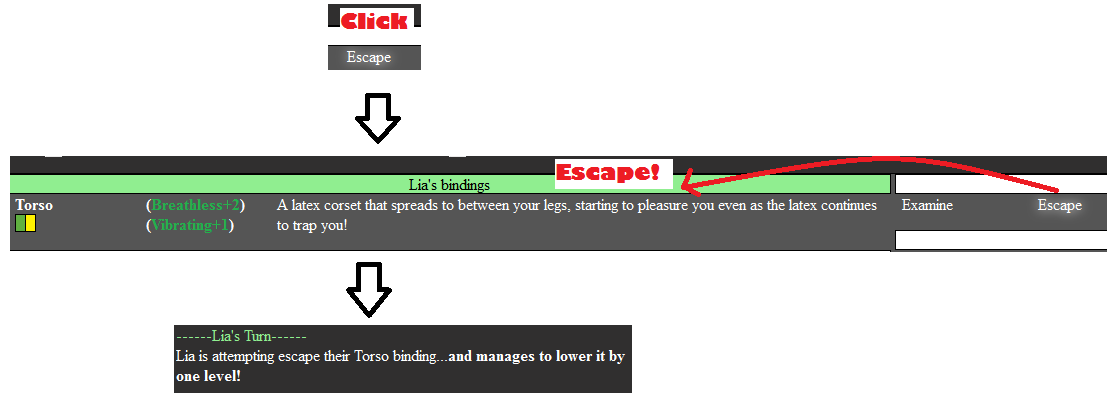 Click
Escape
Escape!
Lia's bindings
Torso (Breathless+2) A latex corset that spreads to between your legs, starting to pleasure you even as the latex continues Examine Escape
(Vibrating+1) to trap you!
------Lia's Turn------
Lia is attempting escape their Torso binding...and manages to lower it by
one level!